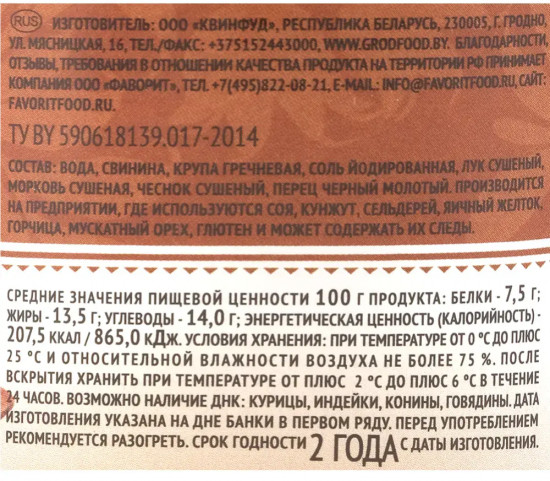 RUS ИЗГОТОВИТЕЛЬ: ООО «КВИНФУД», РЕСПУБЛИКА БЕЛАРУСЬ, 230005, Г. ГРОДНО,
УЛ. МЯСНИЦКАЯ, 16, ТЕЛ./ФАКС: +375152443000, WWW.GRODFOOD.BY. БЛАГОДАРНОСТИ,
ОТЗЫВЫ, ТРЕБОВАНИЯ В ОТНОШЕНИИ КАЧЕСТВА ПРОДУКТА НА ТЕРРИТОРИИ РФ ПРИНИМАЕТ
КОМПАНИЯ ООО «ФАВОРИТ», ТЕЛ. +7(495)822-08-21, E-MAIL: INFO@FAVORITFOOD.RU, САЙТ:
FAVORITFOOD.RU.
ТУ BY 590618139.017-2014
СОСТАВ: ВОДА, СВИНИНА, КРУПА ГРЕЧНЕВАЯ, СОЛЬ ЙОДИРОВАННАЯ, ЛУК СУШЕНЫЙ,
МОРКОВЬ СУШЕНАЯ, ЧЕСНОК СУШЕНЫЙ, ПЕРЕЦ ЧЕРНЫЙ МОЛОТЫЙ. ПРОИЗВОДИТСЯ
НА ПРЕДПРИЯТИИ, ГДЕ ИСПОЛЬЗУЮТСЯ СОЯ, КУНЖУТ, СЕЛЬДЕРЕЙ, ЯИЧНЫЙ ЖЕЛТОК,
ГОРЧИЦА, МУСКАТНЫЙ ОРЕХ, ГЛЮТЕН И МОЖЕТ СОДЕРЖАТЬ ИХ СЛЕДЫ.
СРЕДНИЕ ЗНАЧЕНИЯ ПИЩЕВОЙ ЦЕННОСТИ 100 Г ПРОДУКТА: БЕЛКИ - 7,5 Г;
ЖИРЫ - 13,5 Г; УГЛЕВОДЫ - 14,0 Г; ЭНЕРГЕТИЧЕСКАЯ ЦЕННОСТЬ (КАЛОРИЙНОСТЬ) -
207,5 ККАЛ / 865,0 КДЖ. УСЛОВИЯ ХРАНЕНИЯ: ПРИ ТЕМПЕРАТУРЕ ОТ 0 °С ДО ПЛЮС
25 °С И ОТНОСИТЕЛЬНОЙ ВЛАЖНОСТИ ВОЗДУХА НЕ БОЛЕЕ 75 %. ПОСЛЕ
ВСКРЫТИЯ ХРАНИТЬ ПРИ ТЕМПЕРАТУРЕ ОТ ПЛЮС 2 °С ДО ПЛЮС 6 °С В ТЕЧЕНИЕ
24 ЧАСОВ. ВОЗМОЖНО НАЛИЧИЕ ДНК: КУРИЦЫ, ИНДЕЙКИ, КОНИНЫ, ГОВЯДИНЫ. ДАТА
ИЗГОТОВЛЕНИЯ УКАЗАНА НА ДНЕ БАНКИ В ПЕРВОМ РЯДУ. ПЕРЕД УПОТРЕБЛЕНИЕМ
РЕКОМЕНДУЕТСЯ РАЗОГРЕТЬ. СРОК ГОДНОСТИ 2 ГОДА С ДАТЫ ИЗГОТОВЛЕНИЯ.